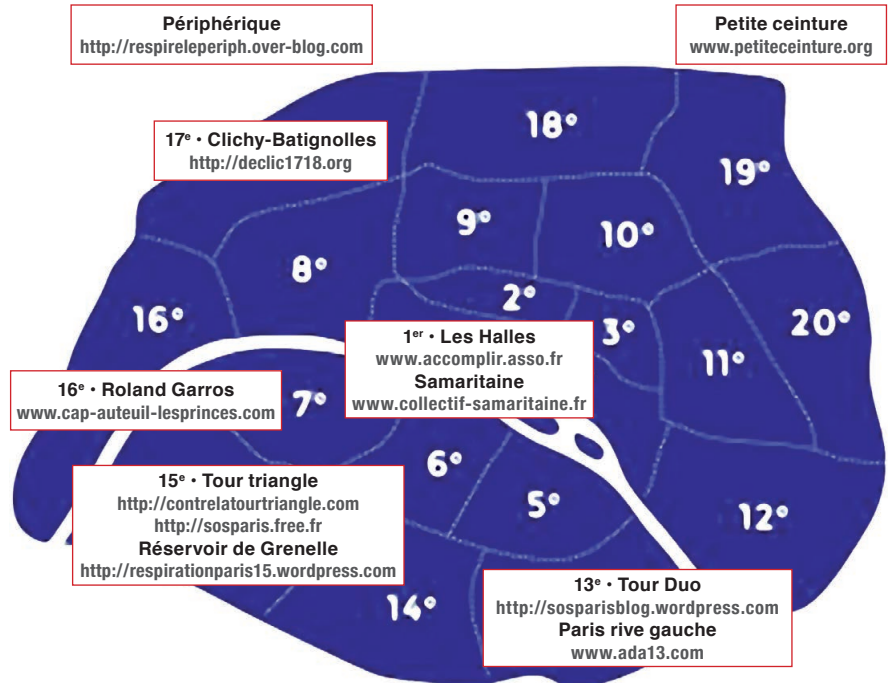 Périphérique
http://respireleperiph.over-blog.com
Petite ceinture
www.petiteceinture.org
18e
17e · Clichy-Batignolles
http://declic1718.org
19e
9e
10e
8e
2e
16e
3e
20e
1er · Les Halles
www.accomplir.asso.fr
Samaritaine
www.collectif-samaritaine.fr
11e
16e · Roland Garros
www.cap-auteuil-lesprinces.com
7e
6e
15e · Tour triangle
http://contrelatourtriangle.com
http://sosparis.free.fr
Réservoir de Grenelle
http://respirationparis15.wordpress.com
5e
12e
14e
13e · Tour Duo
http://sosparisblog.wordpress.com
Paris rive gauche
www.ada13.com